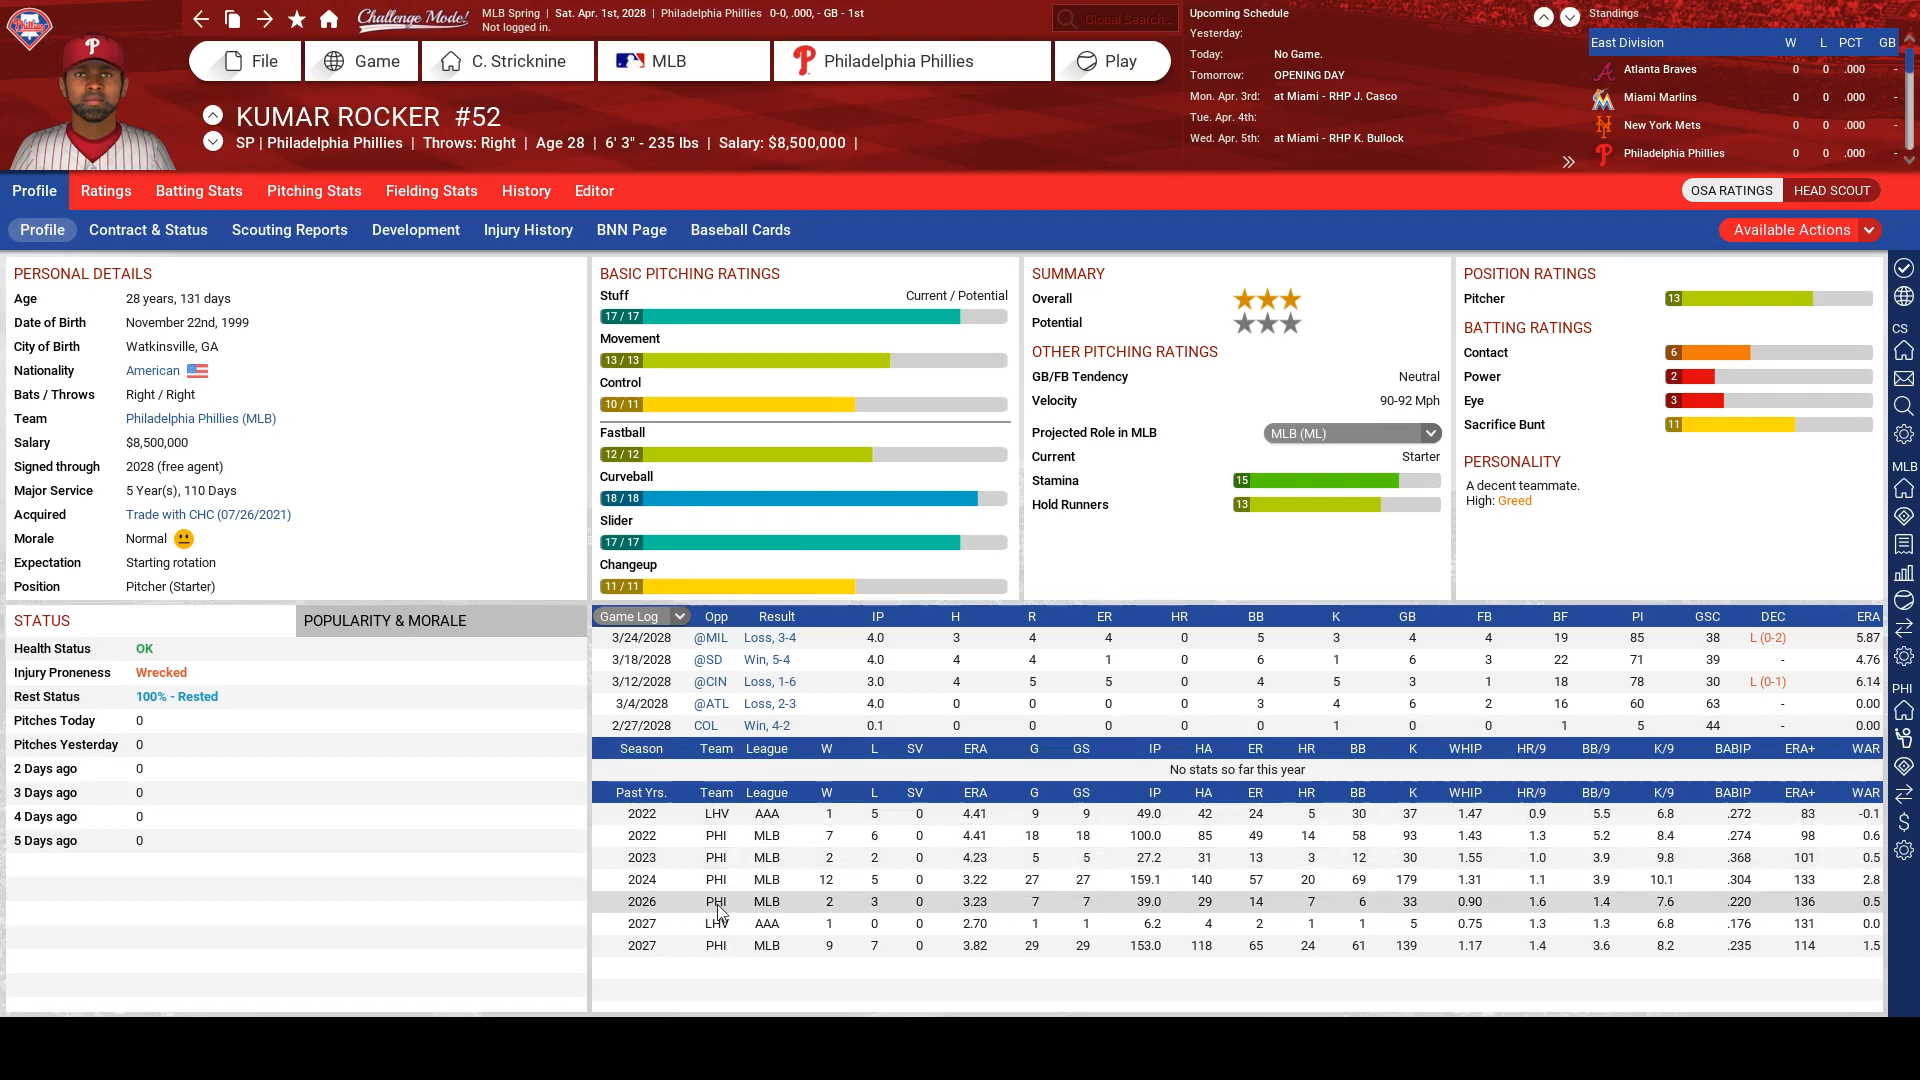 Challenge Mode!
MLB Spring | Sat. Apr. 1st, 2028 | Philadelphia Phillies 0-0, .000, - GB - 1st
Not logged in.
Global Search...
File Game C. Stricknine MLB Philadelphia Phillies Play
KUMAR ROCKER #52
SP | Philadelphia Phillies | Throws: Right | Age 28 | 6' 3" - 235 lbs | Salary: $8,500,000 |
Upcoming Schedule
Yesterday:
Today: No Game.
Tomorrow: OPENING DAY
Mon. Apr. 3rd: at Miami - RHP J. Casco
Tue. Apr. 4th:
Wed. Apr. 5th: at Miami - RHP K. Bullock
Standings
East Division W L PCT GB
Atlanta Braves 0 0 .000 -
Miami Marlins 0 0 .000 -
New York Mets 0 0 .000 -
Philadelphia Phillies 0 0 .000 -
Profile Ratings Batting Stats Pitching Stats Fielding Stats History Editor
OSA RATINGS HEAD SCOUT
Profile Contract & Status Scouting Reports Development Injury History BNN Page Baseball Cards
Available Actions
PERSONAL DETAILS
Age 28 years, 131 days
Date of Birth November 22nd, 1999
City of Birth Watkinsville, GA
Nationality American
Bats / Throws Right / Right
Team Philadelphia Phillies (MLB)
Salary $8,500,000
Signed through 2028 (free agent)
Major Service 5 Year(s), 110 Days
Acquired Trade with CHC (07/26/2021)
Morale Normal
Expectation Starting rotation
Position Pitcher (Starter)
BASIC PITCHING RATINGS
Stuff Current / Potential
17 / 17
Movement
13 / 13
Control
10 / 11
Fastball
12 / 12
Curveball
18 / 18
Slider
17 / 17
Changeup
11 / 11
SUMMARY
Overall
Potential
OTHER PITCHING RATINGS
GB/FB Tendency Neutral
Velocity 90-92 Mph
Projected Role in MLB MLB (ML)
Current Starter
Stamina 15
Hold Runners 13
POSITION RATINGS
Pitcher 13
BATTING RATINGS
Contact 6
Power 2
Eye 3
Sacrifice Bunt 11
PERSONALITY
A decent teammate.
High: Greed
CS
MLB
PHI
STATUS POPULARITY & MORALE
Health Status OK
Injury Proneness Wrecked
Rest Status 100% - Rested
Pitches Today 0
Pitches Yesterday 0
2 Days ago 0
3 Days ago 0
4 Days ago 0
5 Days ago 0
Game Log Opp Result IP H R ER HR BB K GB FB BF PI GSC DEC ERA
3/24/2028 @MIL Loss, 3-4 4.0 3 4 4 0 5 3 4 4 19 85 38 L (0-2) 5.87
3/18/2028 @SD Win, 5-4 4.0 4 4 1 0 6 1 6 3 22 71 39 - 4.76
3/12/2028 @CIN Loss, 1-6 3.0 4 5 5 0 4 5 3 1 18 78 30 L (0-1) 6.14
3/4/2028 @ATL Loss, 2-3 4.0 0 0 0 0 3 4 6 2 16 60 63 - 0.00
2/27/2028 COL Win, 4-2 0.1 0 0 0 0 0 1 0 0 1 5 44 - 0.00
Season Team League W L SV ERA G GS IP HA ER HR BB K WHIP HR/9 BB/9 K/9 BABIP ERA+ WAR
No stats so far this year
Past Yrs. Team League W L SV ERA G GS IP HA ER HR BB K WHIP HR/9 BB/9 K/9 BABIP ERA+ WAR
2022 LHV AAA 1 5 0 4.41 9 9 49.0 42 24 5 30 37 1.47 0.9 5.5 6.8 .272 83 -0.1
2022 PHI MLB 7 6 0 4.41 18 18 100.0 85 49 14 58 93 1.43 1.3 5.2 8.4 .274 98 0.6
2023 PHI MLB 2 2 0 4.23 5 5 27.2 31 13 3 12 30 1.55 1.0 3.9 9.8 .368 101 0.5
2024 PHI MLB 12 5 0 3.22 27 27 159.1 140 57 20 69 179 1.31 1.1 3.9 10.1 .304 133 2.8
2026 PHI MLB 2 3 0 3.23 7 7 39.0 29 14 7 6 33 0.90 1.6 1.4 7.6 .220 136 0.5
2027 LHV AAA 1 0 0 2.70 1 1 6.2 4 2 1 1 5 0.75 1.3 1.3 6.8 .176 131 0.0
2027 PHI MLB 9 7 0 3.82 29 29 153.0 118 65 24 61 139 1.17 1.4 3.6 8.2 .235 114 1.5